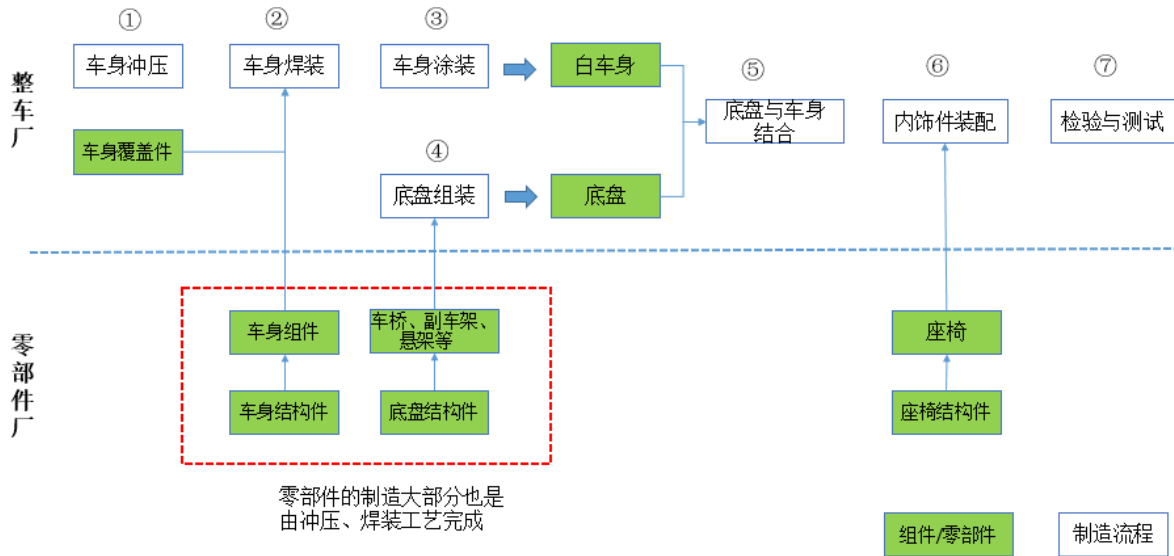 ① ② ③
车身冲压 车身焊装 车身涂装 白车身
⑤ ⑥ ⑦
整车厂
底盘与车身
结合
内饰件装配 检验与测试
车身覆盖件
④
底盘组装 底盘
零部件厂
车身组件
车桥、副车架、
悬架等
座椅
车身结构件 底盘结构件 座椅结构件
零部件的制造大部分也是
由冲压、焊装工艺完成
组件/零部件 制造流程